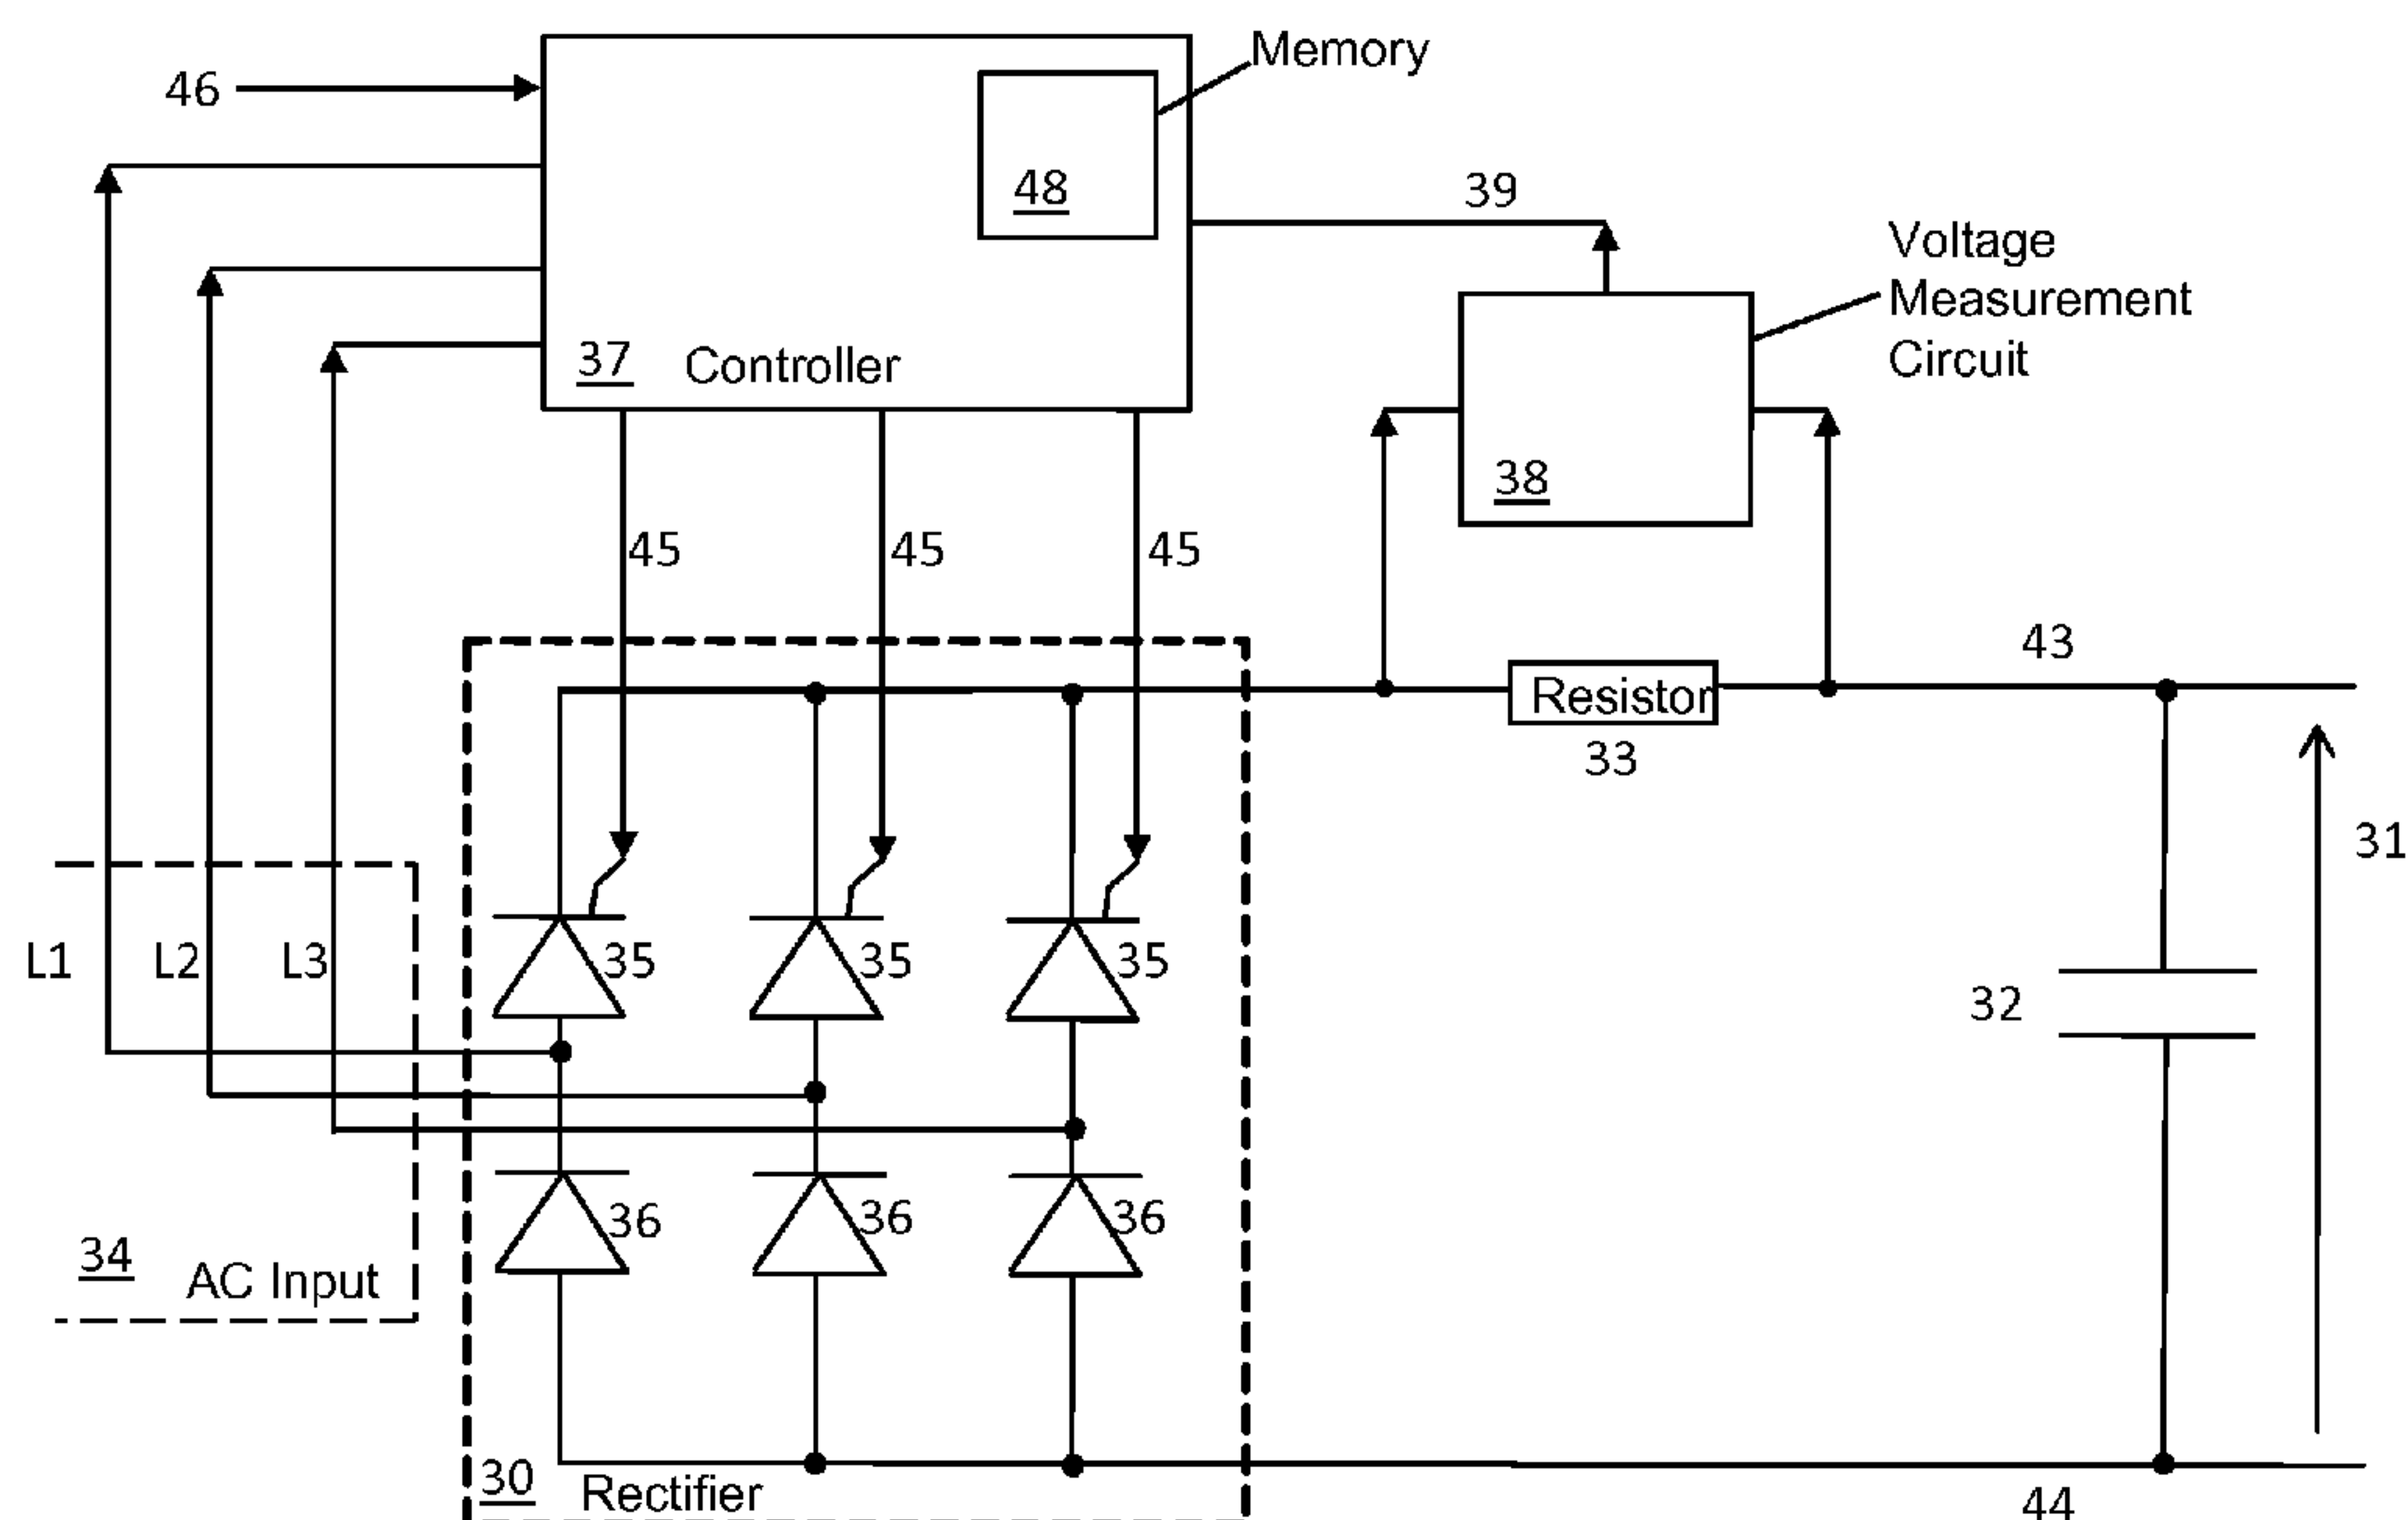 Memory
46
48
39
Voltage
Measurement
Circuit
37 Controller
38
45 45 45
43
Resistor
33
31
L1 L2 L3
35 35 35
32
36 36 36
34 AC Input
30 Rectifier
44